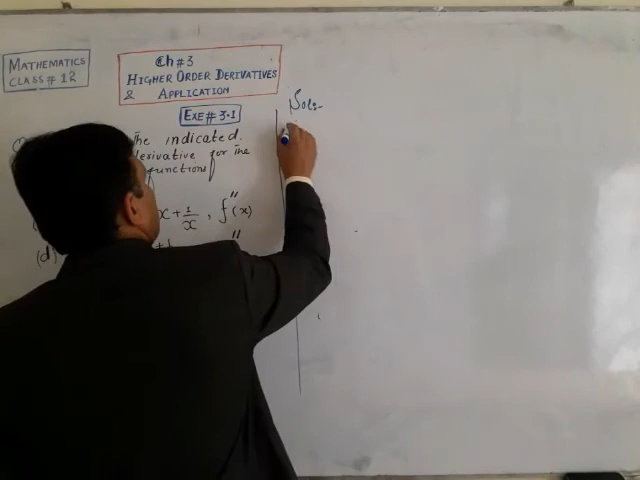 MATHEMATICS
CLASS # 12
Ch # 3
HIGHER ORDER DERIVATIVES
& APPLICATION
EXE # 3.1
The indicated.
derivative for the
functions
x + 1/x , f''(x)
(d)
Sol:-